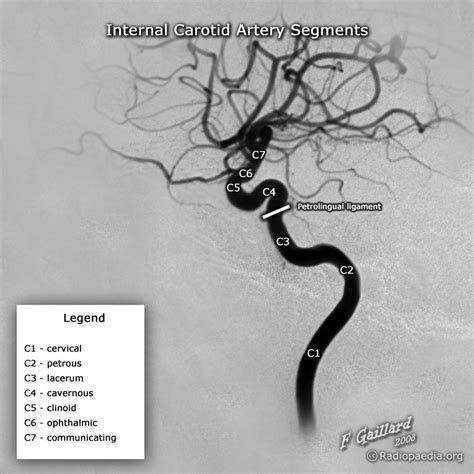 Internal Carotid Artery Segments
C7
C6
C5
C4
Petrolingual ligament
C3
C2
C1
Legend
C1 - cervical
C2 - petrous
C3 - lacerum
C4 - cavernous
C5 - clinoid
C6 - ophthalmic
C7 - communicating
F Gaillard
2008
cc Radiopaedia.org